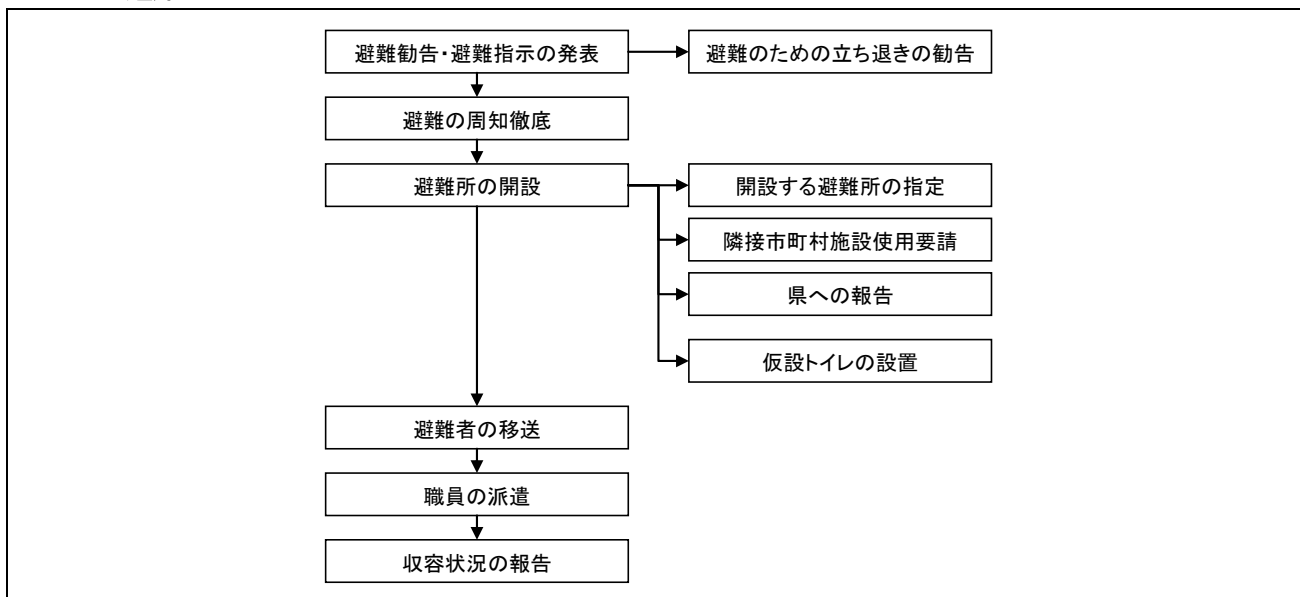 避難勧告・避難指示の発表
避難のための立ち退きの勧告
避難の周知徹底
避難所の開設
開設する避難所の指定
隣接市町村施設使用要請
県への報告
仮設トイレの設置
避難者の移送
職員の派遣
収容状況の報告